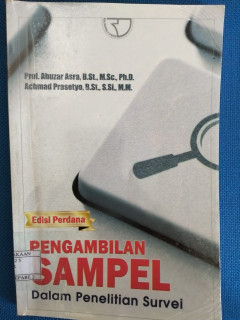 Prof. Abuzar Asra, B.St., M.Sc., Ph.D.
Achmad Prasetyo, B.St., S.Si., M.M.
Edisi Perdana
PENGAMBILAN
SAMPEL
Dalam Penelitian Survei